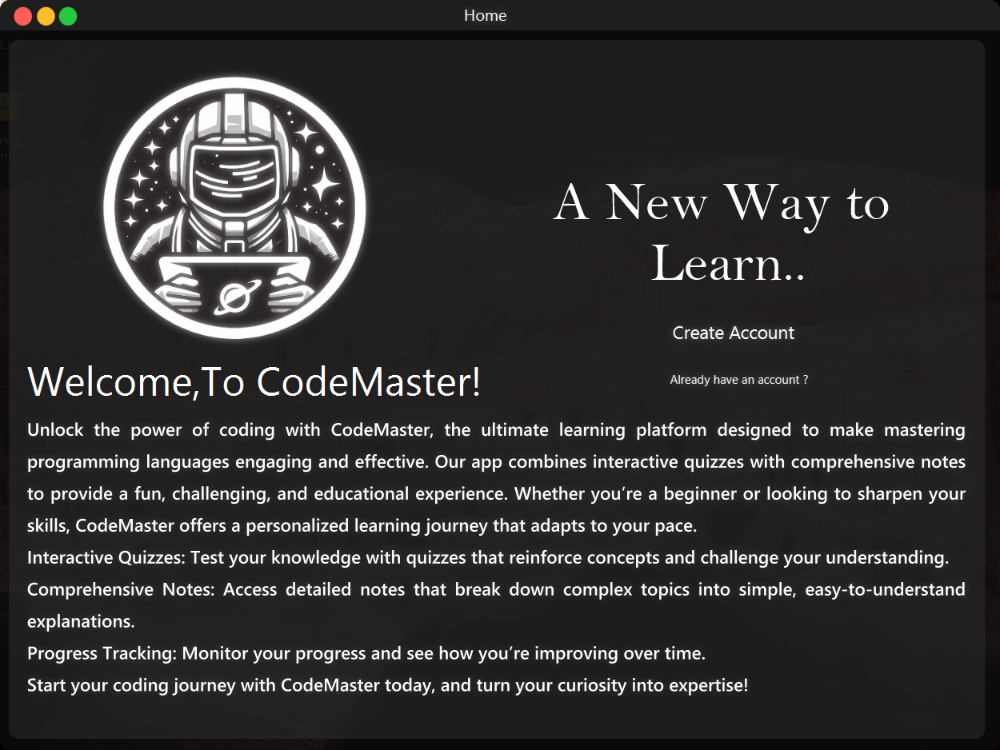 Home
A New Way to
Learn..
Create Account
Already have an account ?
Welcome,To CodeMaster!
Unlock the power of coding with CodeMaster, the ultimate learning platform designed to make mastering
programming languages engaging and effective. Our app combines interactive quizzes with comprehensive notes
to provide a fun, challenging, and educational experience. Whether you’re a beginner or looking to sharpen your
skills, CodeMaster offers a personalized learning journey that adapts to your pace.
Interactive Quizzes: Test your knowledge with quizzes that reinforce concepts and challenge your understanding.
Comprehensive Notes: Access detailed notes that break down complex topics into simple, easy-to-understand
explanations.
Progress Tracking: Monitor your progress and see how you’re improving over time.
Start your coding journey with CodeMaster today, and turn your curiosity into expertise!